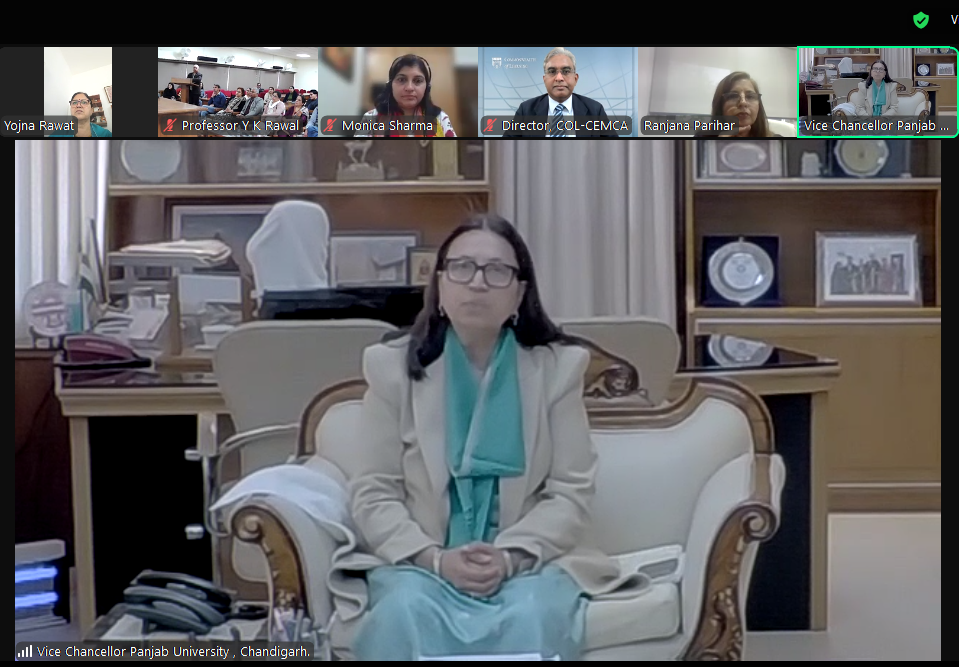 V
Yojna Rawat
Professor Y K Rawal
Monica Sharma
Director, COL-CEMCA
Ranjana Parihar
Vice Chancellor Panjab ...
Vice Chancellor Panjab University , Chandigarh.